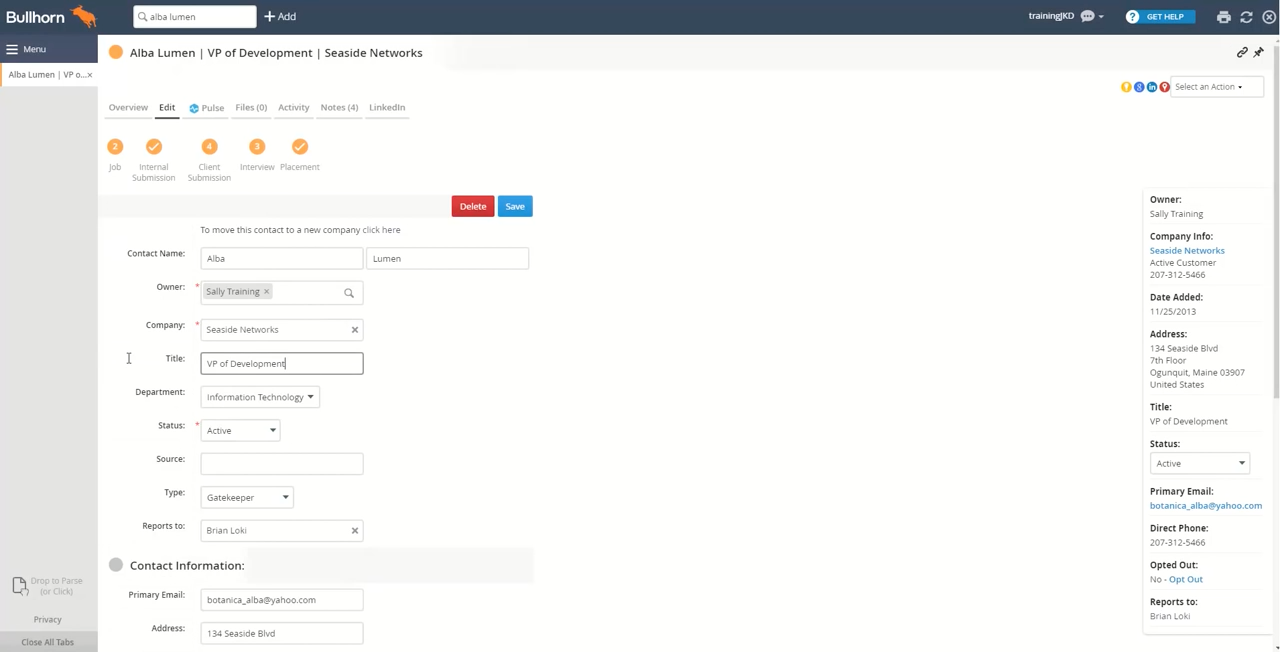 Bullhorn
alba lumen
Add
trainingJKD
? GET HELP
Menu
Alba Lumen | VP o...×
Alba Lumen | VP of Development | Seaside Networks
Select an Action
Overview Edit Pulse Files (0) Activity Notes (4) LinkedIn
2 4 3
Job Internal Submission Client Submission Interview Placement
Delete Save
To move this contact to a new company click here
Contact Name: Alba Lumen
Owner: * Sally Training ×
Company: * Seaside Networks ×
Title: VP of Development
Department: Information Technology
Status: * Active
Source:
Type: Gatekeeper
Reports to: Brian Loki ×
Contact Information:
Primary Email: botanica_alba@yahoo.com
Address: 134 Seaside Blvd
Owner:
Sally Training
Company Info:
Seaside Networks
Active Customer
207-312-5466
Date Added:
11/25/2013
Address:
134 Seaside Blvd
7th Floor
Ogunquit, Maine 03907
United States
Title:
VP of Development
Status:
Active
Primary Email:
botanica_alba@yahoo.com
Direct Phone:
207-312-5466
Opted Out:
No - Opt Out
Reports to:
Brian Loki
Drop to Parse
(or Click)
Privacy
Close All Tabs